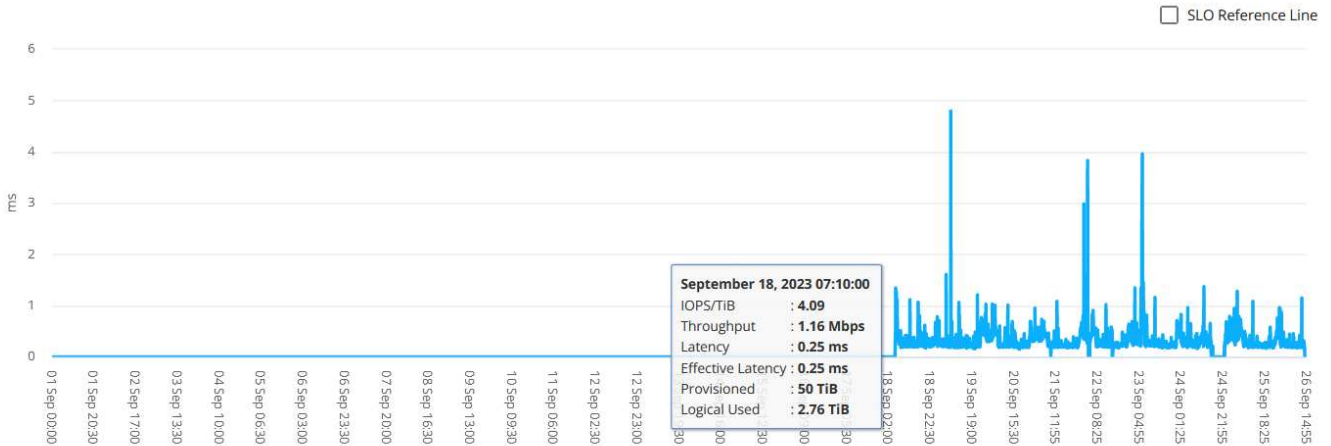 SLO Reference Line
6
5
4
3
2
1
0
ms
September 18, 2023 07:10:00
IOPS/TiB : 4.09
Throughput : 1.16 Mbps
Latency : 0.25 ms
Effective Latency : 0.25 ms
Provisioned : 50 TiB
Logical Used : 2.76 TiB
01 Sep 00:00
01 Sep 20:30
02 Sep 17:00
03 Sep 13:30
04 Sep 10:00
05 Sep 06:30
06 Sep 03:00
06 Sep 23:30
07 Sep 20:00
08 Sep 16:30
09 Sep 13:00
10 Sep 09:30
11 Sep 06:00
12 Sep 02:30
12 Sep 23:00
18 Sep 02:00
18 Sep 22:30
19 Sep 19:00
20 Sep 15:30
21 Sep 11:55
22 Sep 08:25
23 Sep 04:55
24 Sep 01:25
24 Sep 21:55
25 Sep 18:25
26 Sep 14:55